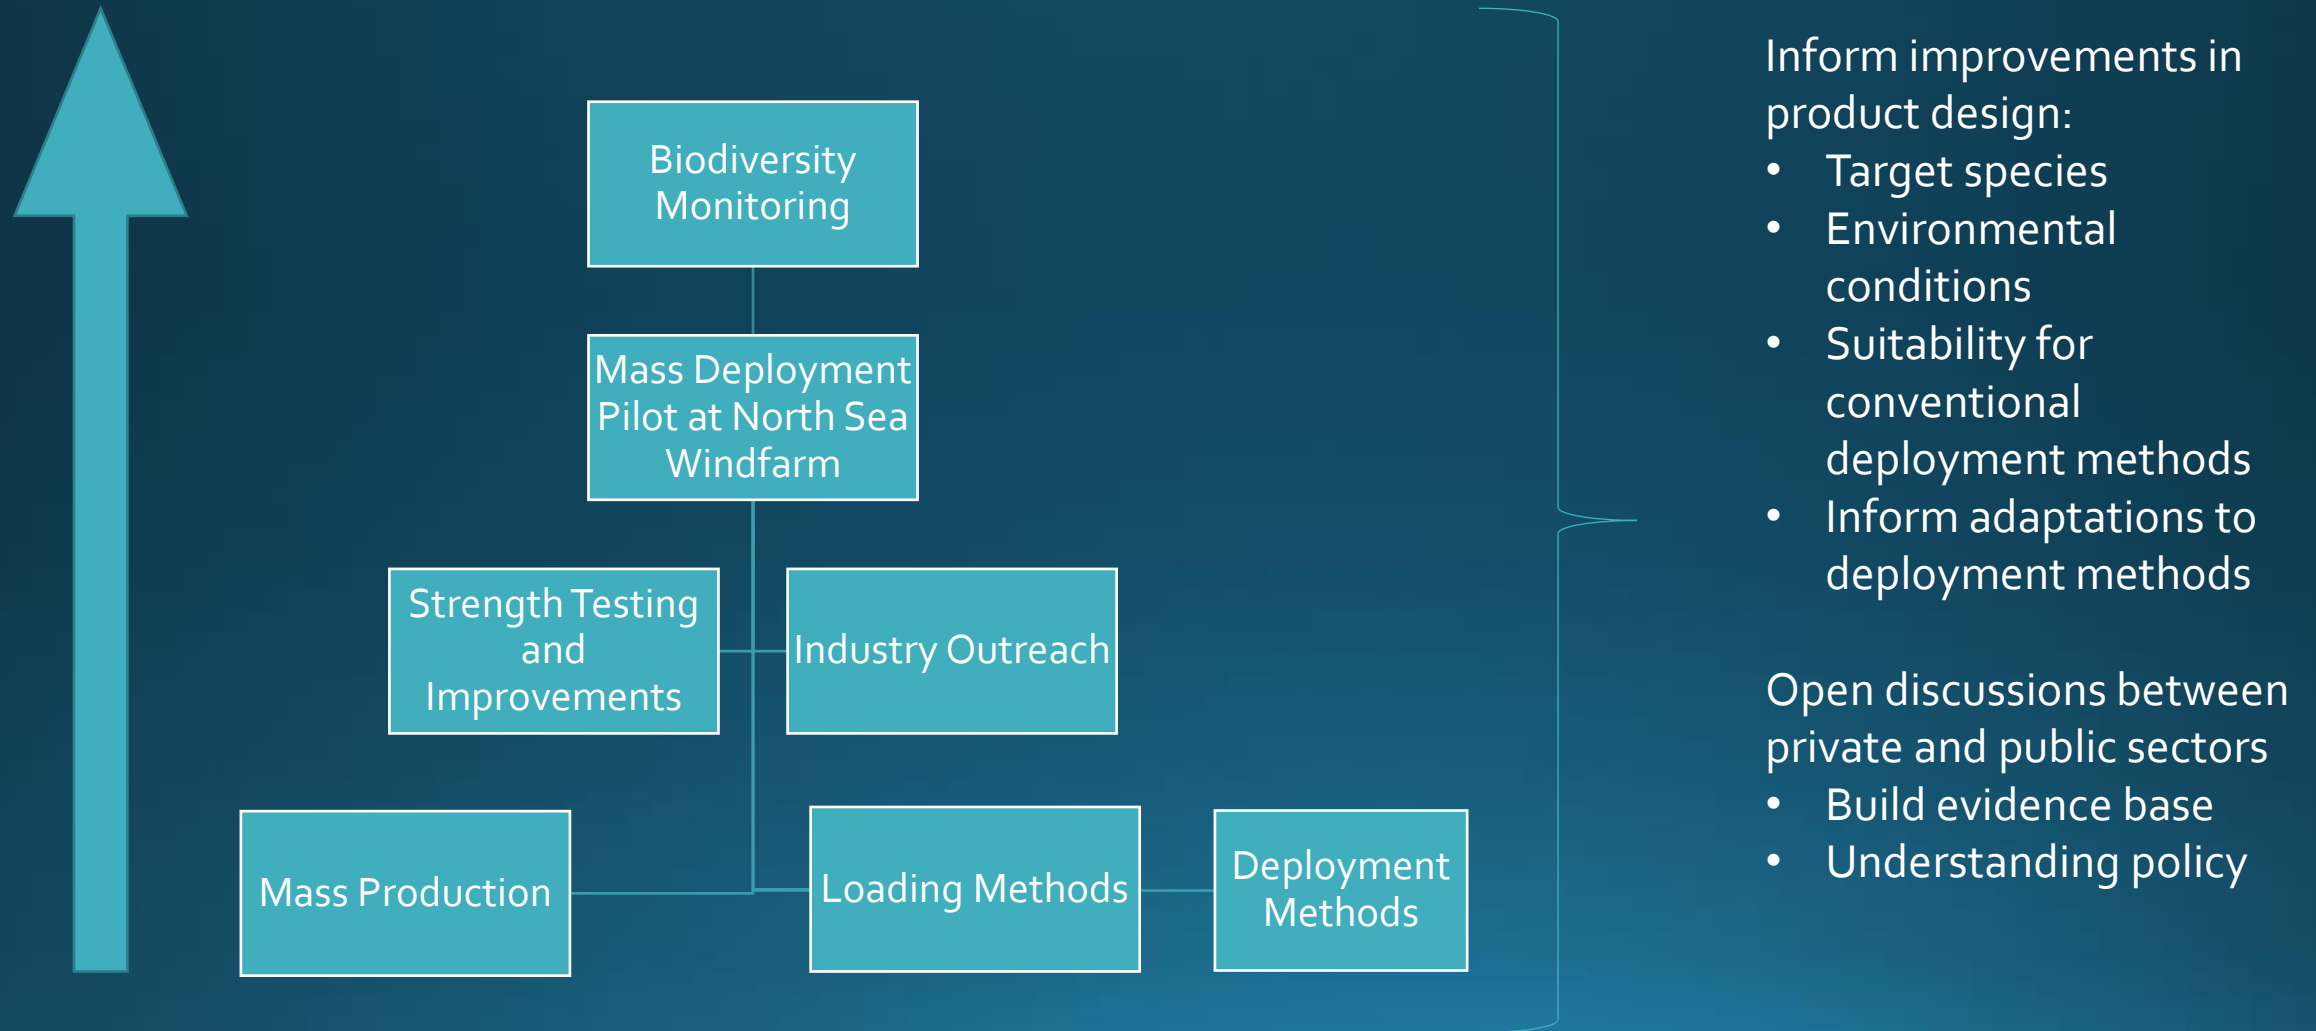 Biodiversity
Monitoring
Mass Deployment
Pilot at North Sea
Windfarm
Strength Testing
and
Improvements
Industry Outreach
Mass Production
Loading Methods
Deployment
Methods
Inform improvements in
product design:
• Target species
• Environmental
conditions
• Suitability for
conventional
deployment methods
• Inform adaptations to
deployment methods
Open discussions between
private and public sectors
• Build evidence base
• Understanding policy